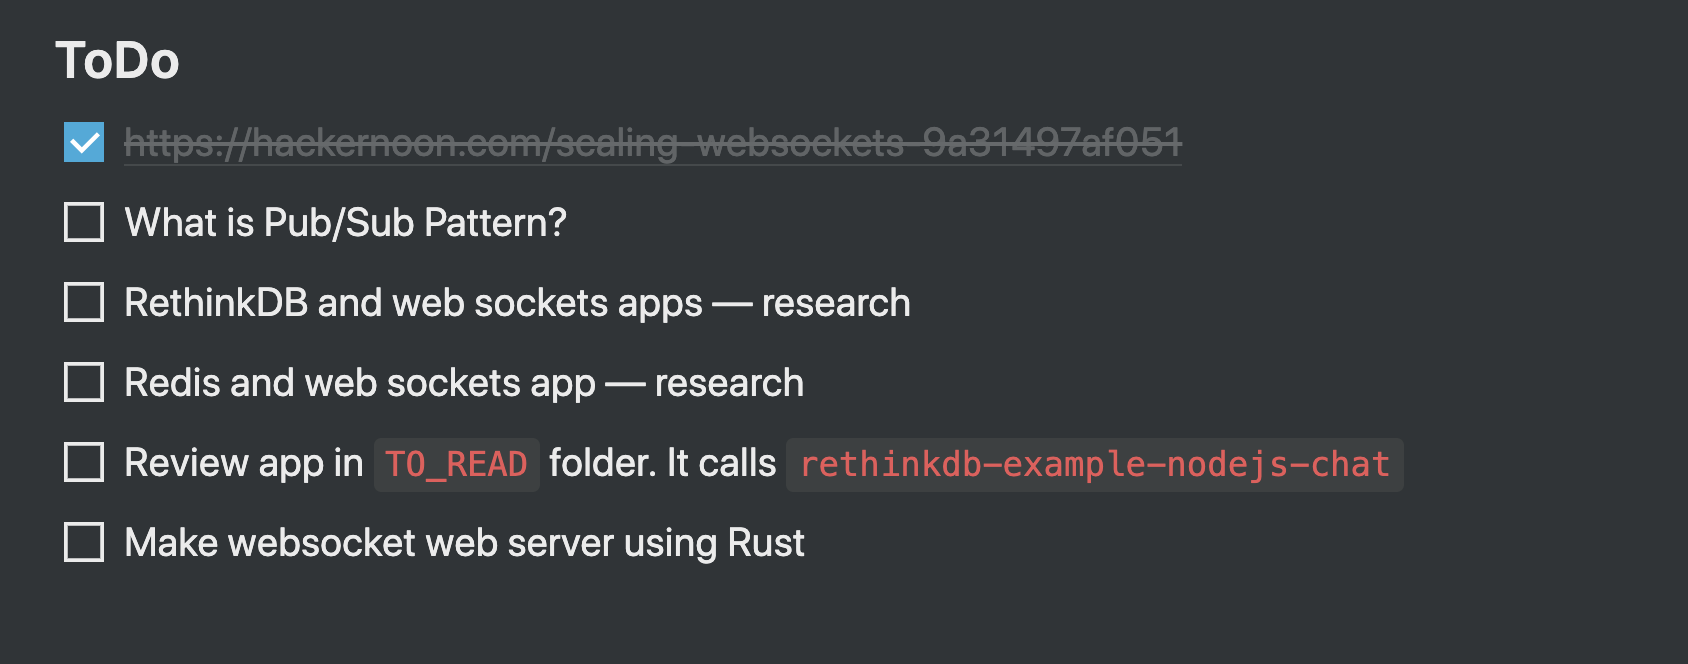 ToDo
https://hackernoon.com/scaling-websockets-9a31497af051
What is Pub/Sub Pattern?
RethinkDB and web sockets apps — research
Redis and web sockets app — research
Review app in TO_READ folder. It calls rethinkdb-example-nodejs-chat
Make websocket web server using Rust